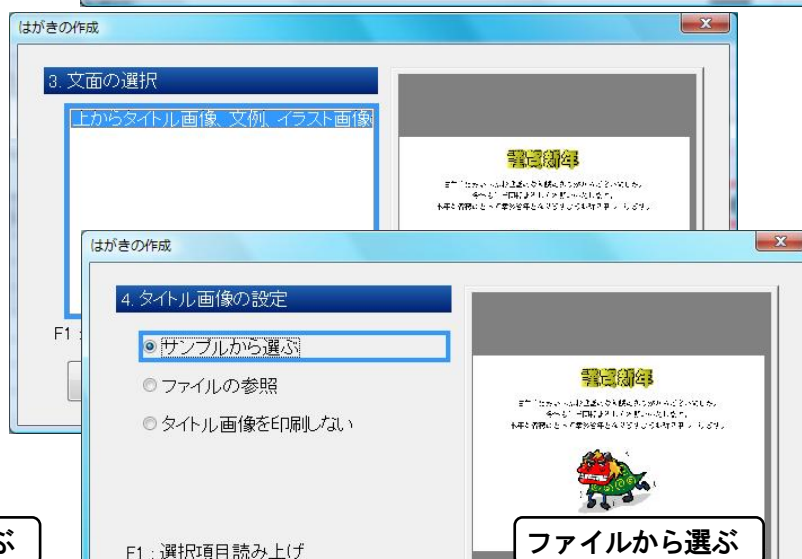 はがきの作成
3. 文面の選択
上からタイトル画像、文例、イラスト画像
謹賀新年
F1 :
はがきの作成
4. タイトル画像の設定
サンプルから選ぶ
ファイルの参照
タイトル画像を印刷しない
謹賀新年
F1 : 選択項目読み上げ
ぶ
ファイルから選ぶ